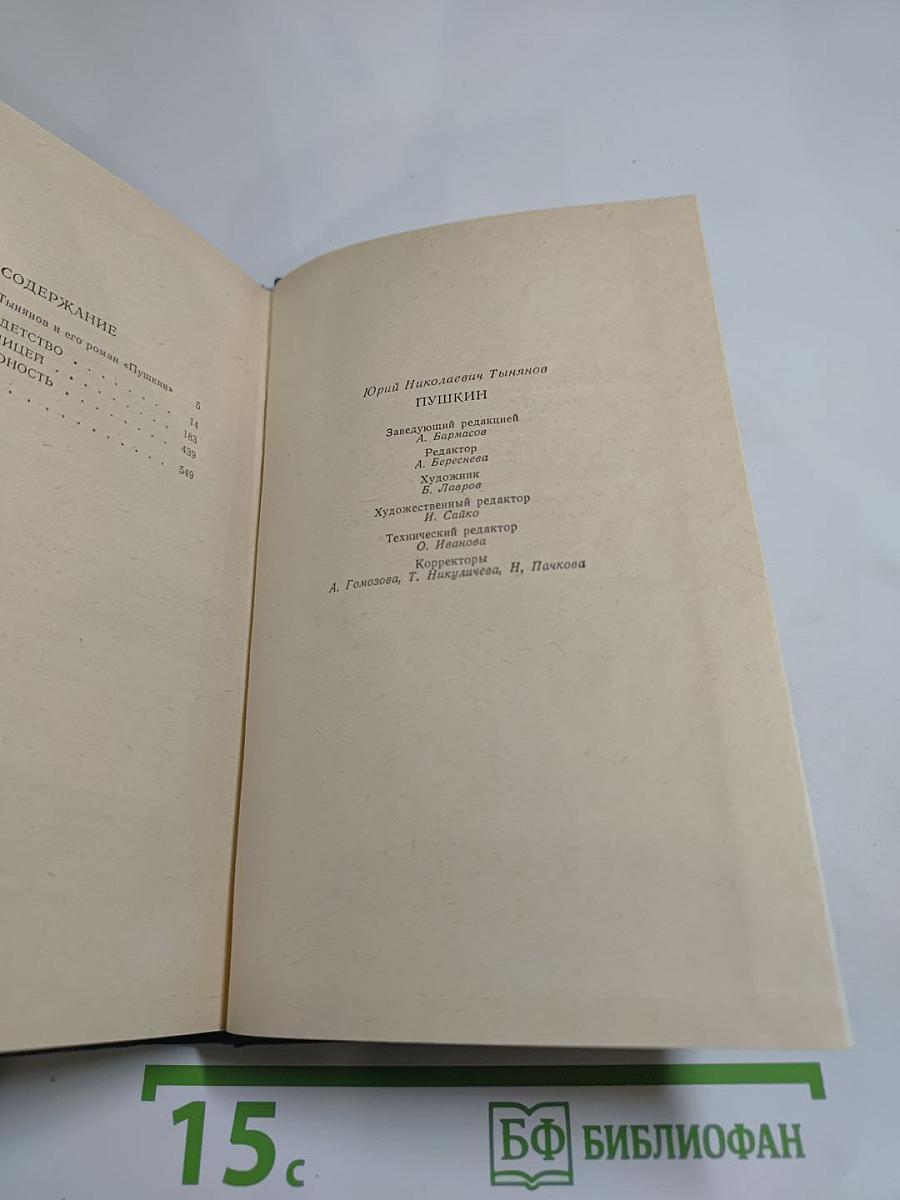 СОДЕРЖАНИЕ
Тынянов и его роман «Пушкин» 5
ДЕТСТВО . . . . . . 14
ЛИЦЕЙ . . . . . . 183
ЮНОСТЬ . . . . . . 439
. . . . . . 549
Юрий Николаевич Тынянов
ПУШКИН
Заведующий редакцией
А. Бармасов
Редактор
А. Береснева
Художник
Б. Лавров
Художественный редактор
И. Сайко
Технический редактор
О. Иванова
Корректоры
А. Гомозова, Т. Никуличева, Н, Пачкова
15 с
БФ БИБЛИОФАН